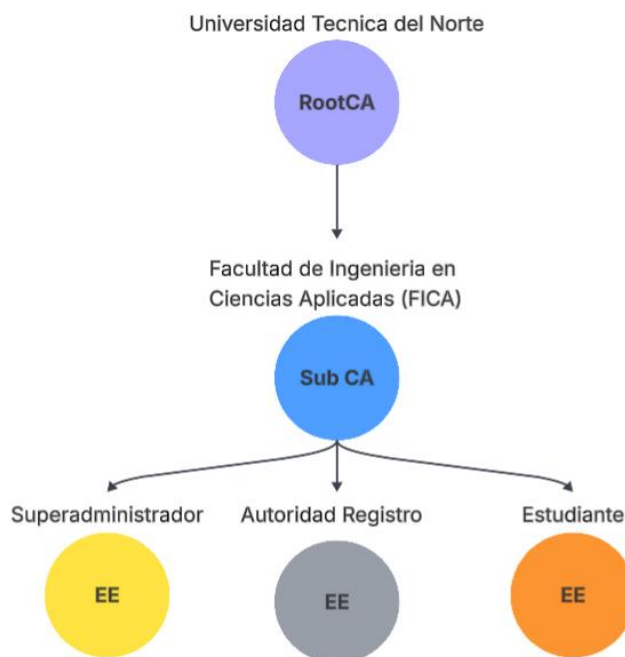 Universidad Tecnica del Norte
RootCA
Facultad de Ingenieria en
Ciencias Aplicadas (FICA)
Sub CA
Superadministrador
Autoridad Registro
Estudiante
EE
EE
EE